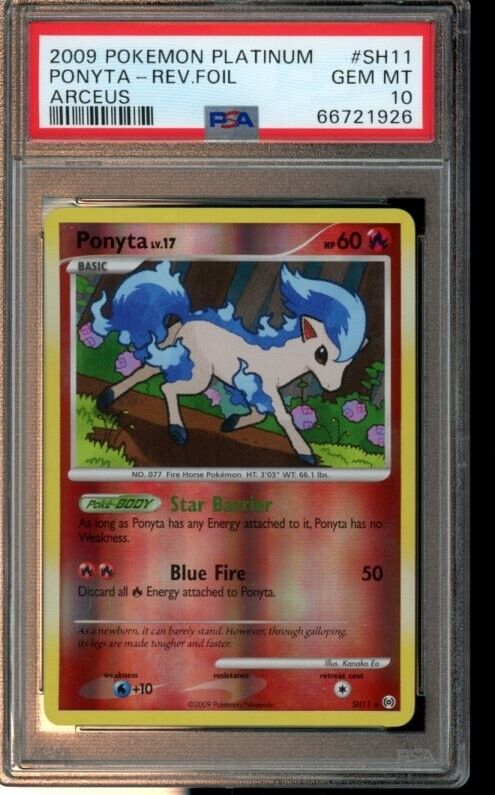 2009 POKEMON PLATINUM #SH11
PONYTA - REV.FOIL GEM MT
ARCEUS 10
PSA 66721926
Ponyta LV.17 HP 60
BASIC
NO. 077 Fire Horse Pokémon HT: 3'03" WT: 66.1 lbs.
Poké-BODY Star Barrier
As long as Ponyta has any Energy attached to it, Ponyta has no
Weakness.
Blue Fire 50
Discard all Energy attached to Ponyta.
As a newborn, it can barely stand. However, through galloping,
its legs are made tougher and faster.
Illus. Kanako Eo
weakness resistance retreat cost
+10
©2009 Pokémon/Nintendo SH11
PSA